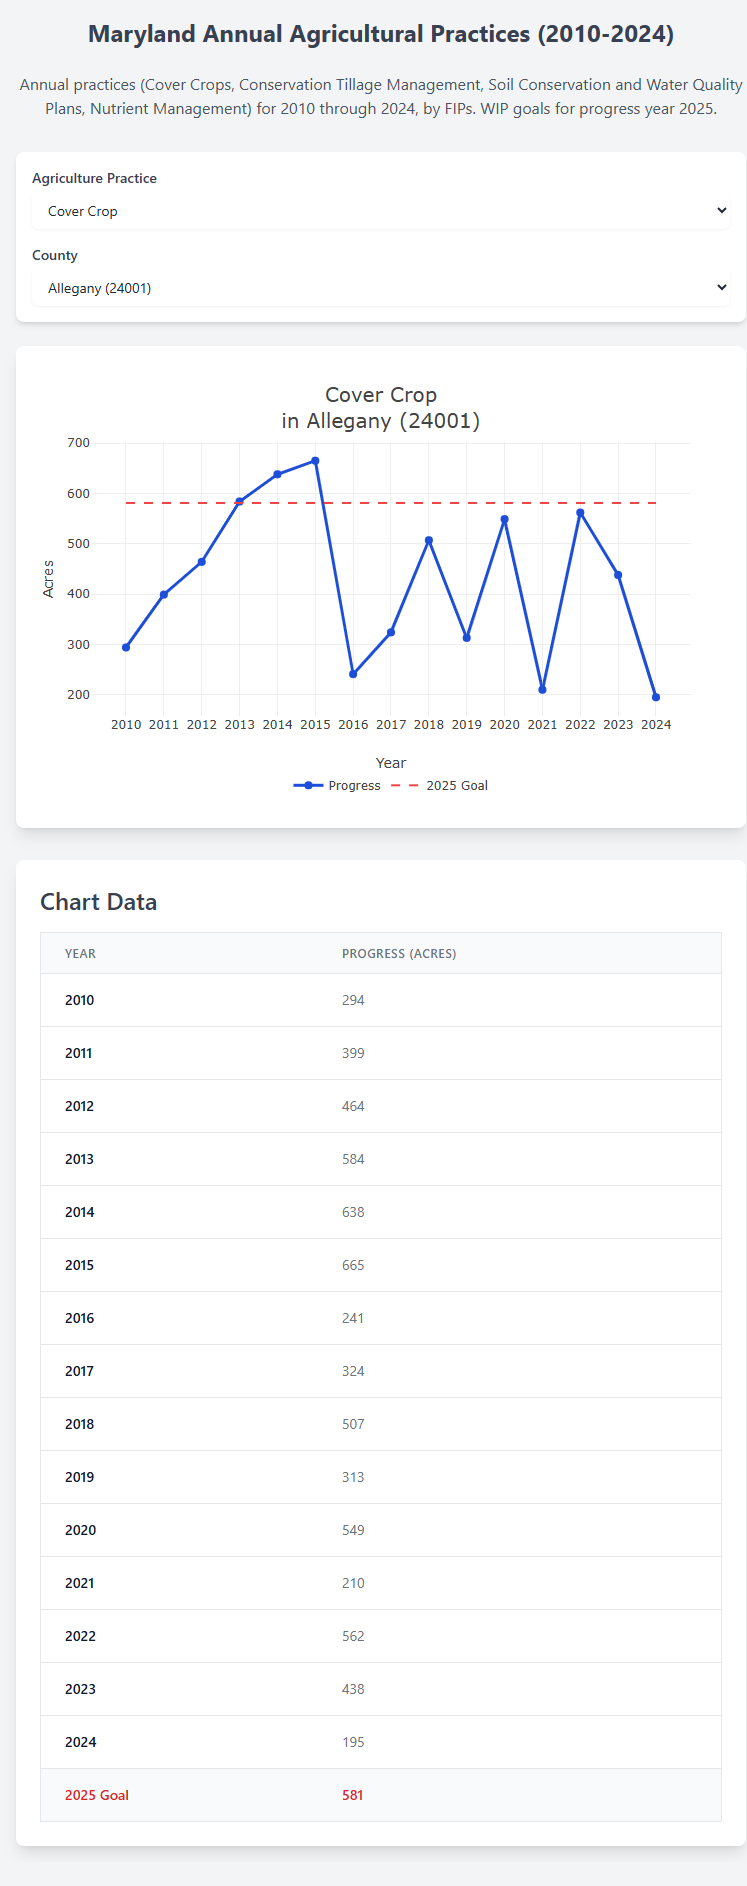 Maryland Annual Agricultural Practices (2010-2024)
Annual practices (Cover Crops, Conservation Tillage Management, Soil Conservation and Water Quality
Plans, Nutrient Management) for 2010 through 2024, by FIPs. WIP goals for progress year 2025.
Agriculture Practice
Cover Crop
County
Allegany (24001)
Cover Crop
in Allegany (24001)
700
600
500
400
300
200
Acres
2010 2011 2012 2013 2014 2015 2016 2017 2018 2019 2020 2021 2022 2023 2024
Year
Progress 2025 Goal
Chart Data
YEAR PROGRESS (ACRES)
2010 294
2011 399
2012 464
2013 584
2014 638
2015 665
2016 241
2017 324
2018 507
2019 313
2020 549
2021 210
2022 562
2023 438
2024 195
2025 Goal 581